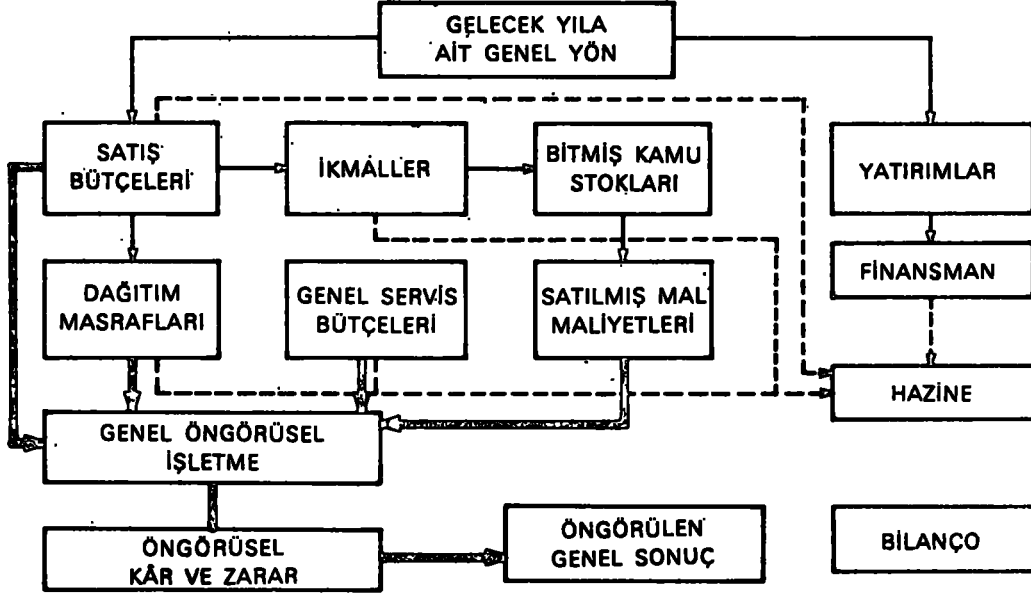 GELECEK YILA
AİT GENEL YÖN
SATIŞ
BÜTÇELERİ
İKMALLER
BİTMİŞ KAMU
STOKLARI
YATIRIMLAR
DAĞITIM
MASRAFLARI
GENEL SERVİS
BÜTÇELERİ
SATILMIŞ MAL
MALİYETLERİ
FİNANSMAN
HAZİNE
GENEL ÖNGÖRÜSEL
İŞLETME
ÖNGÖRÜSEL
KÂR VE ZARAR
ÖNGÖRÜLEN
GENEL SONUÇ
BİLANÇO